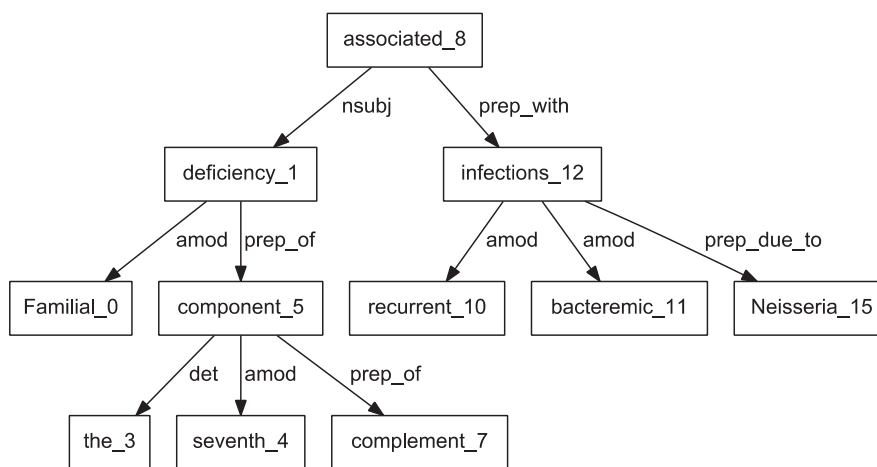 associated_8
nsubj prep_with
deficiency_1 infections_12
amod prep_of amod amod prep_due_to
Familial_0 component_5 recurrent_10 bacteremic_11 Neisseria_15
det amod prep_of
the_3 seventh_4 complement_7